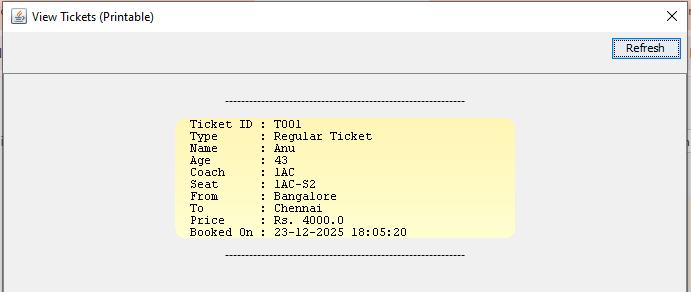 View Tickets (Printable)
Refresh
------------------------------------------------------------
Ticket ID : T001
Type : Regular Ticket
Name : Anu
Age : 43
Coach : 1AC
Seat : 1AC-S2
From : Bangalore
To : Chennai
Price : Rs. 4000.0
Booked On : 23-12-2025 18:05:20
------------------------------------------------------------